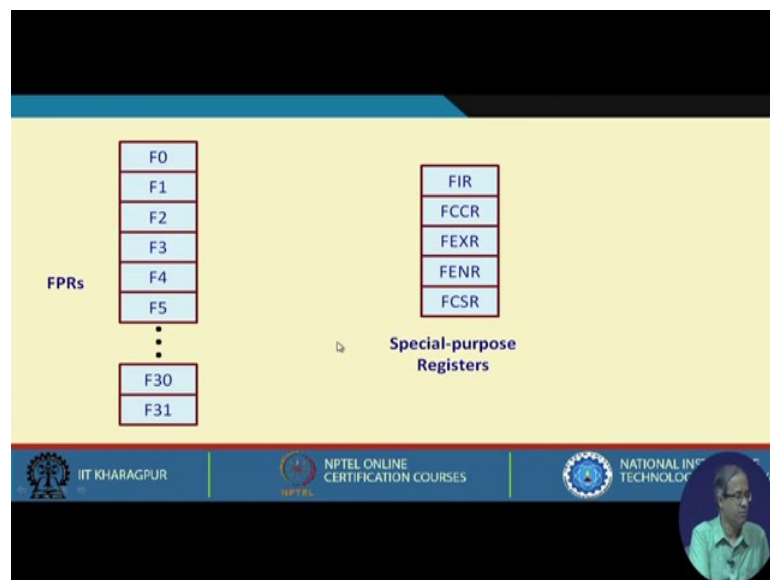 F0
F1
F2
F3
F4
F5
FPRs
F30
F31
FIR
FCCR
FEXR
FENR
FCSR
Special-purpose
Registers
IIT KHARAGPUR
NPTEL
NPTEL ONLINE
CERTIFICATION COURSES
NATIONAL